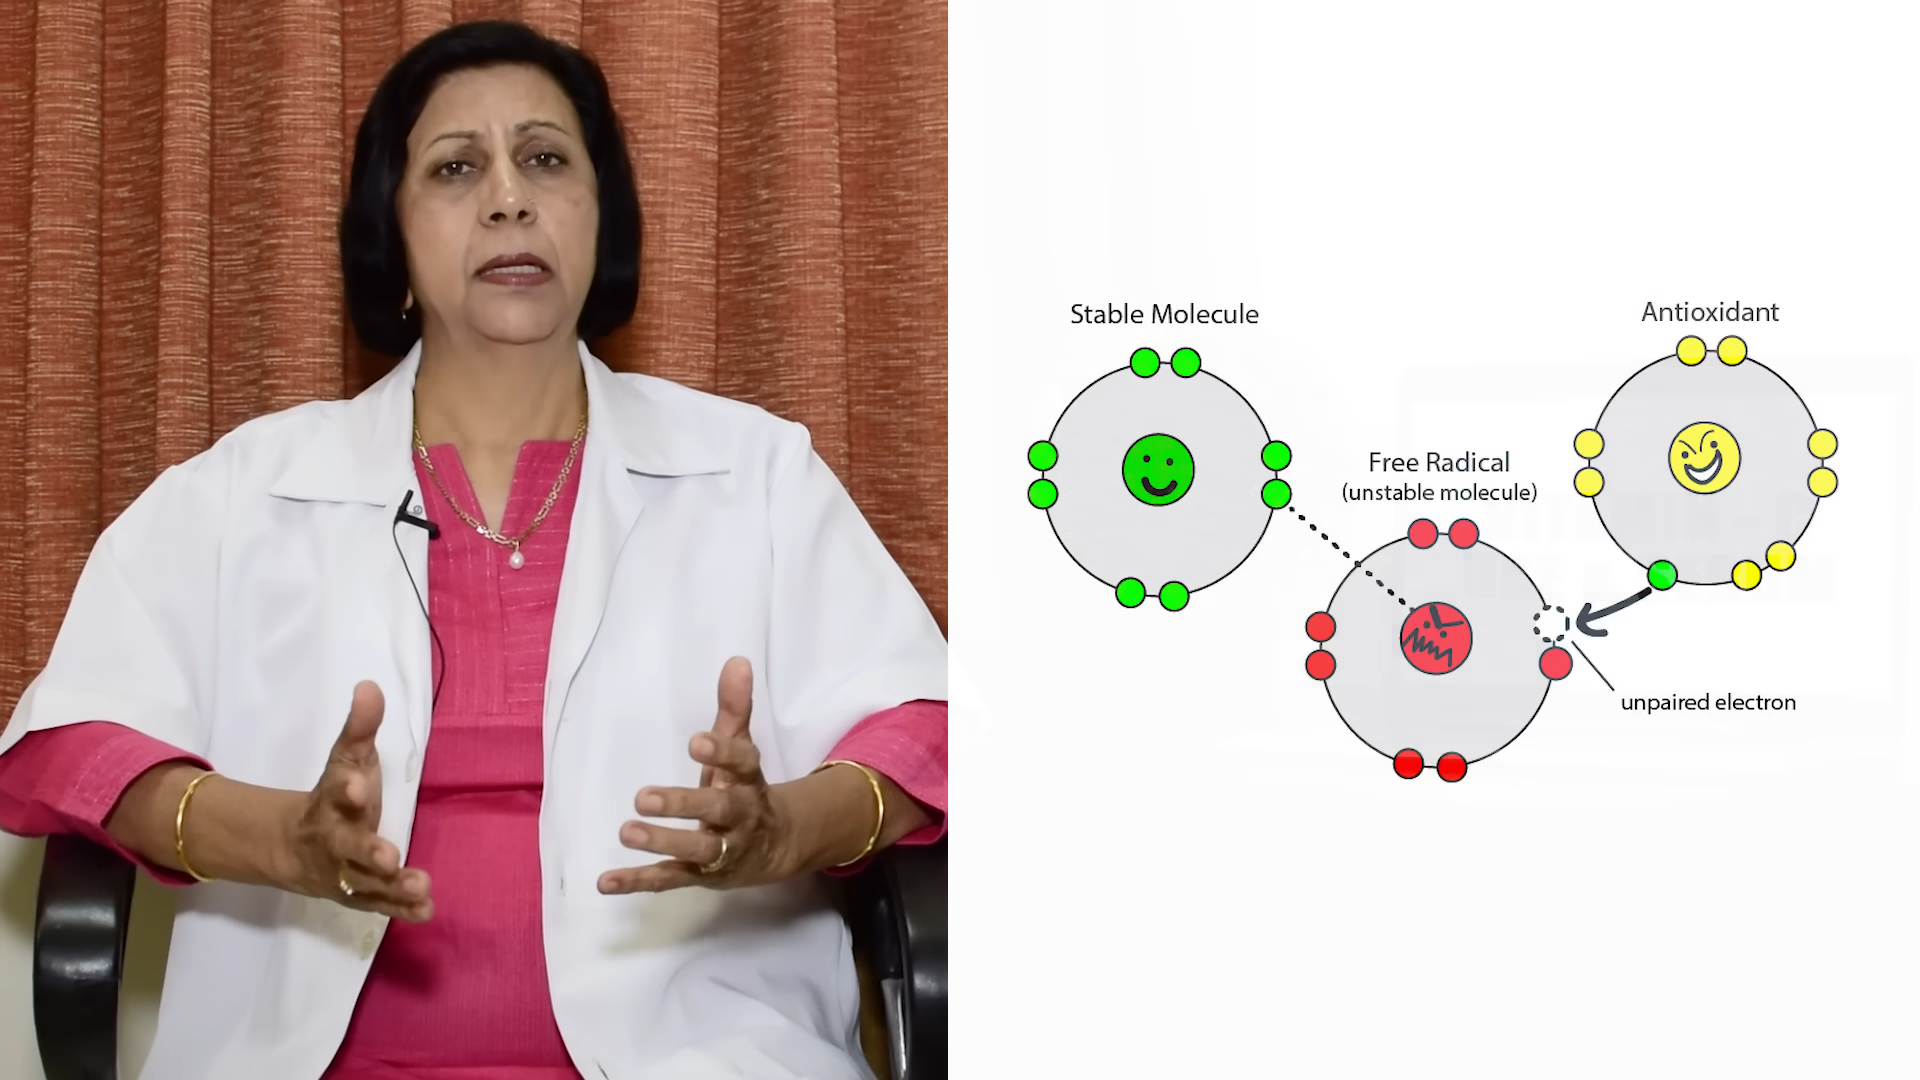 Stable Molecule
Antioxidant
Free Radical
(unstable molecule)
unpaired electron